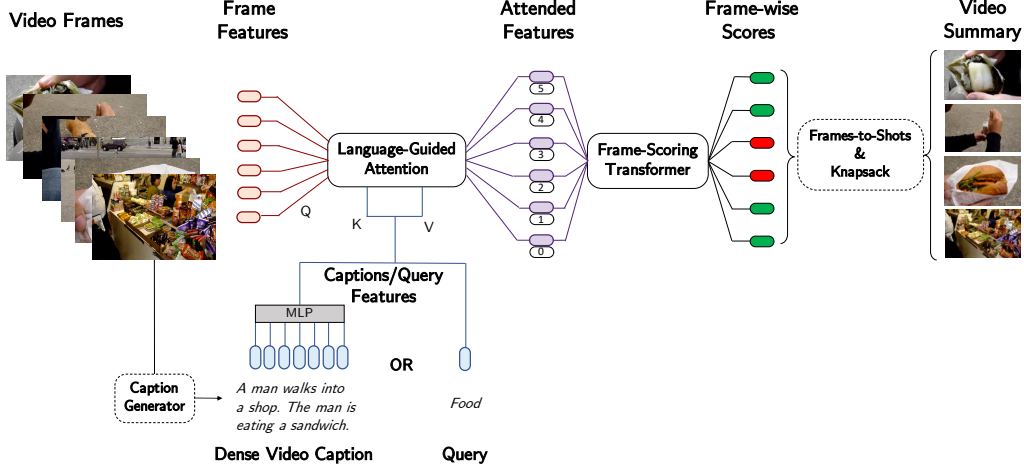 Video Frames
Frame
Features
Attended
Features
Frame-wise
Scores
Video
Summary
5
4
3
2
1
0
Language-Guided
Attention
Frame-Scoring
Transformer
Frames-to-Shots
&
Knapsack
Q
K
V
Captions/Query
Features
MLP
OR
Caption
Generator
A man walks into
a shop. The man is
eating a sandwich.
Food
Dense Video Caption
Query